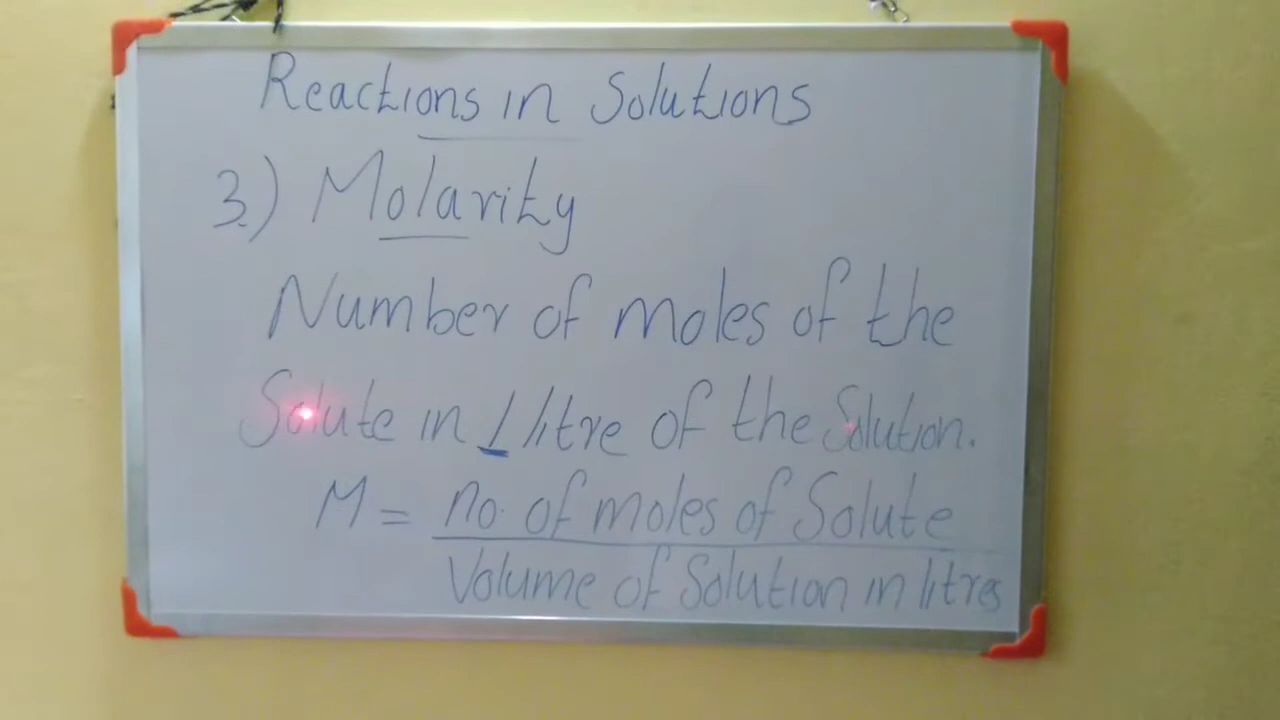 Reactions in Solutions
3.) Molarity
Number of moles of the
Solute in 1 litre of the Solution.
M = no. of moles of Solute
Volume of Solution in litres